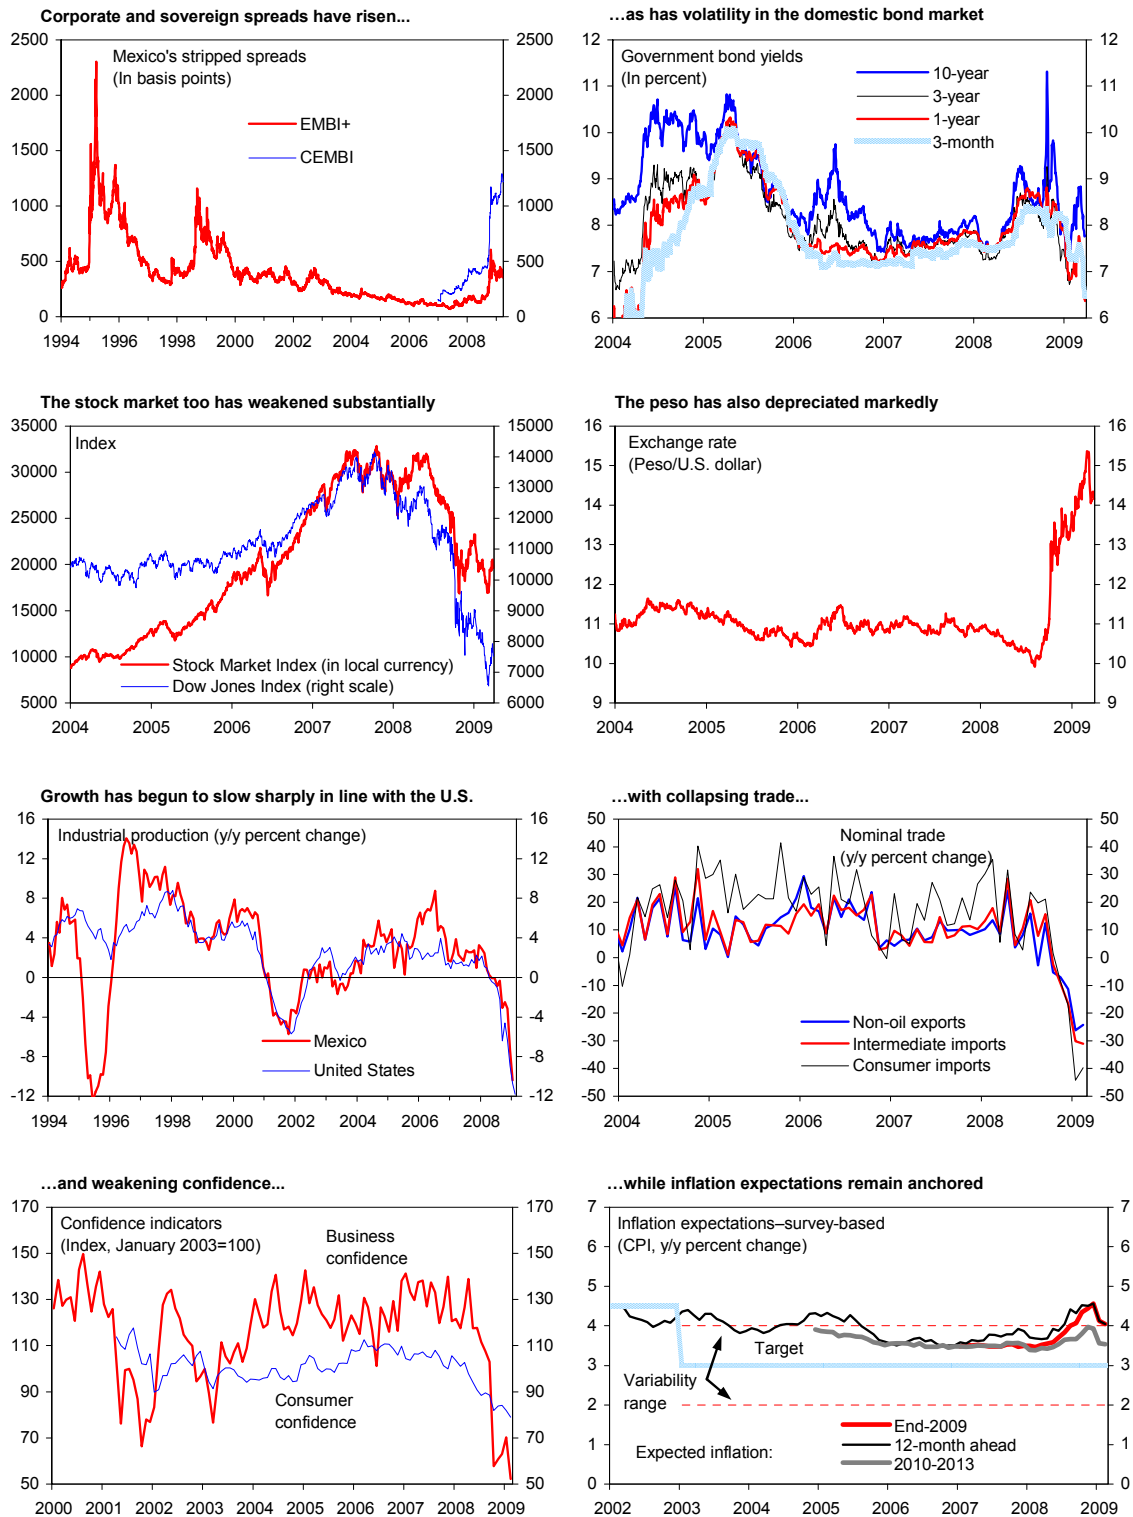 Corporate and sovereign spreads have risen...
2500 2500
Mexico's stripped spreads
(In basis points)
2000 2000
EMBI+
1500 1500
CEMBI
1000 1000
500 500
0 0
1994 1996 1998 2000 2002 2004 2006 2008
…as has volatility in the domestic bond market
12 12
Government bond yields
(In percent)
10-year
11 11
3-year
1-year
10 10
3-month
9 9
8 8
7 7
6 6
2004 2005 2006 2007 2008 2009
The stock market too has weakened substantially
35000 15000
Index
14000
30000
13000
25000
12000
11000
20000
10000
15000
9000
8000
10000
Stock Market Index (in local currency)
7000
Dow Jones Index (right scale)
5000 6000
2004 2005 2006 2007 2008 2009
The peso has also depreciated markedly
16 16
Exchange rate
(Peso/U.S. dollar)
15 15
14 14
13 13
12 12
11 11
10 10
9 9
2004 2005 2006 2007 2008 2009
Growth has begun to slow sharply in line with the U.S.
16 16
Industrial production (y/y percent change)
12 12
8 8
4 4
0 0
-4 -4
Mexico
-8 -8
United States
-12 -12
1994 1996 1998 2000 2002 2004 2006 2008
…with collapsing trade...
50 50
Nominal trade
(y/y percent change)
40 40
30 30
20 20
10 10
0 0
-10 -10
-20 -20
Non-oil exports
-30 -30
Intermediate imports
-40 -40
Consumer imports
-50 -50
2004 2005 2006 2007 2008 2009
…and weakening confidence...
170 170
Confidence indicators
(Index, January 2003=100)
Business
confidence
150 150
130 130
110 110
90 90
Consumer
confidence
70 70
50 50
2000 2001 2002 2003 2004 2005 2006 2007 2008 2009
…while inflation expectations remain anchored
7 7
Inflation expectations–survey-based
(CPI, y/y percent change)
6 6
5 5
4 4
Target
3 3
Variability
range
2 2
End-2009
1 1
Expected inflation:
12-month ahead
2010-2013
0 0
2002 2003 2004 2005 2006 2007 2008 2009